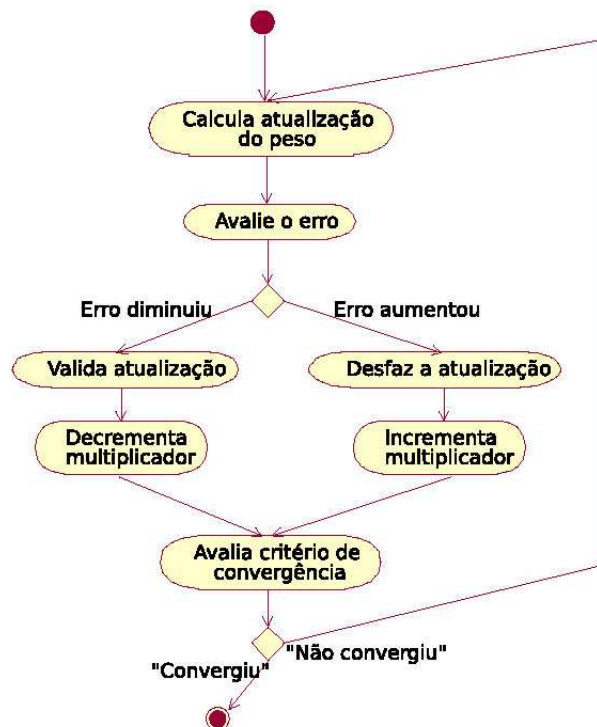 Calcula atualização
do peso
Avalie o erro
Erro diminuiu
Erro aumentou
Valida atualização
Desfaz a atualização
Decrementa
multiplicador
Incrementa
multiplicador
Avalia critério de
convergência
"Não convergiu"
"Convergiu"